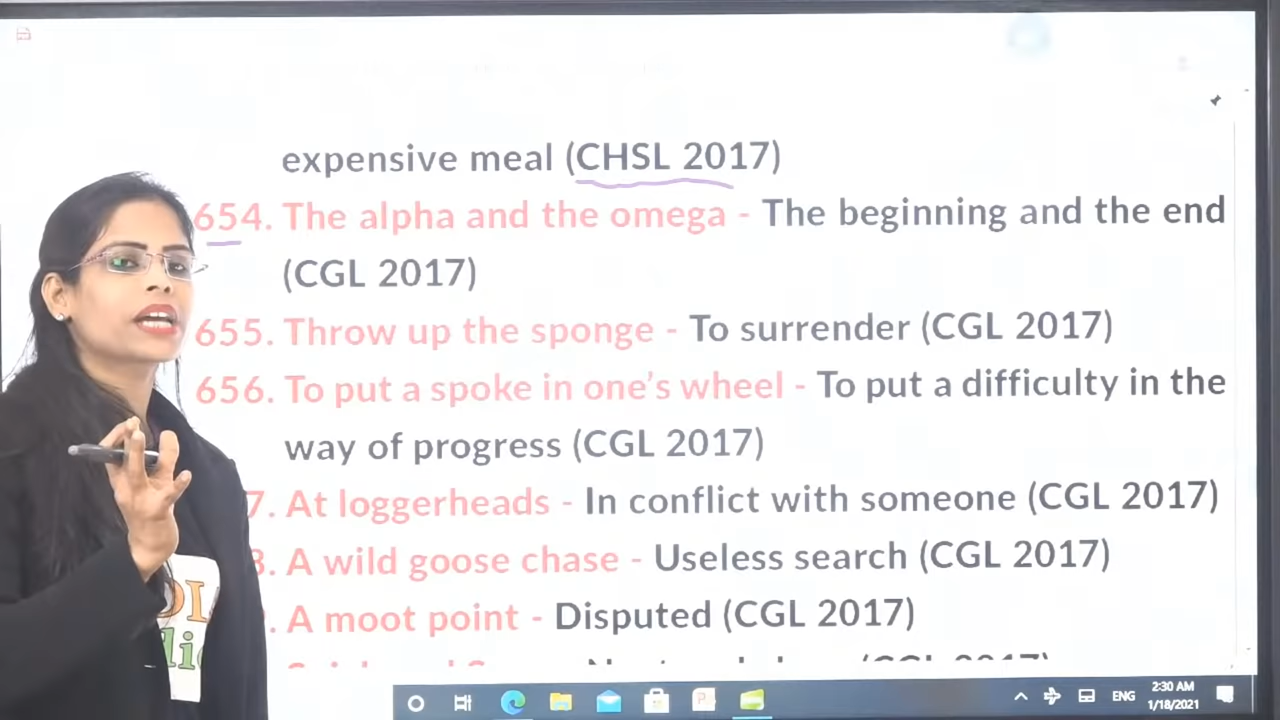 expensive meal (CHSL 2017)
654. The alpha and the omega - The beginning and the end
(CGL 2017)
655. Throw up the sponge - To surrender (CGL 2017)
656. To put a spoke in one's wheel - To put a difficulty in the
way of progress (CGL 2017)
7. At loggerheads - In conflict with someone (CGL 2017)
8. A wild goose chase - Useless search (CGL 2017)
. A moot point - Disputed (CGL 2017)
ENG
2:30 AM
1/18/2021